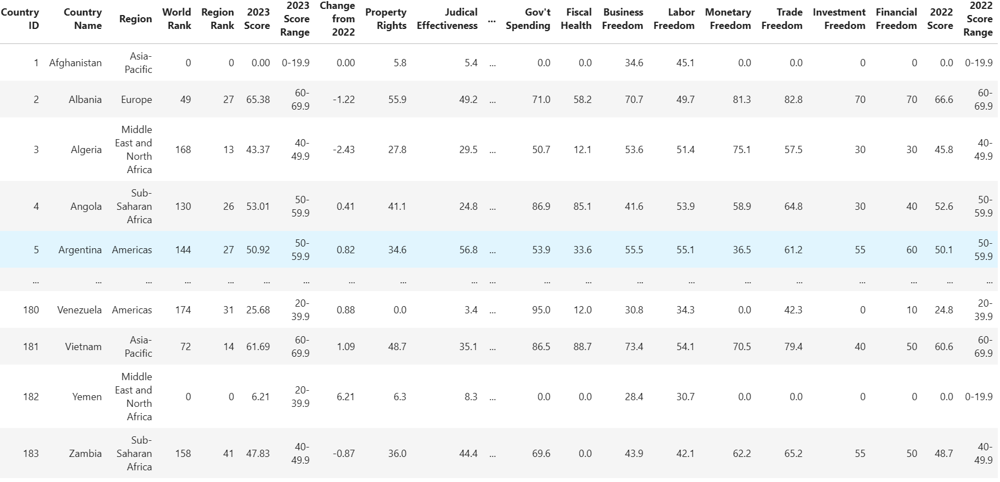 Country ID | Country Name | Region | World Rank | Region Rank | 2023 Score | 2023 Score Range | Change from 2022 | Property Rights | Judical Effectiveness | ... | Gov't Spending | Fiscal Health | Business Freedom | Labor Freedom | Monetary Freedom | Trade Freedom | Investment Freedom | Financial Freedom | 2022 Score | 2022 Score Range
1 | Afghanistan | Asia-Pacific | 0 | 0 | 0.00 | 0-19.9 | 0.00 | 5.8 | 5.4 | ... | 0.0 | 0.0 | 34.6 | 45.1 | 0.0 | 0.0 | 0 | 0 | 0.0 | 0-19.9
2 | Albania | Europe | 49 | 27 | 65.38 | 60-69.9 | -1.22 | 55.9 | 49.2 | ... | 71.0 | 58.2 | 70.7 | 49.7 | 81.3 | 82.8 | 70 | 70 | 66.6 | 60-69.9
3 | Algeria | Middle East and North Africa | 168 | 13 | 43.37 | 40-49.9 | -2.43 | 27.8 | 29.5 | ... | 50.7 | 12.1 | 53.6 | 51.4 | 75.1 | 57.5 | 30 | 30 | 45.8 | 40-49.9
4 | Angola | Sub-Saharan Africa | 130 | 26 | 53.01 | 50-59.9 | 0.41 | 41.1 | 24.8 | ... | 86.9 | 85.1 | 41.6 | 53.9 | 58.9 | 64.8 | 30 | 40 | 52.6 | 50-59.9
5 | Argentina | Americas | 144 | 27 | 50.92 | 50-59.9 | 0.82 | 34.6 | 56.8 | ... | 53.9 | 33.6 | 55.5 | 55.1 | 36.5 | 61.2 | 55 | 60 | 50.1 | 50-59.9
... | ... | ... | ... | ... | ... | ... | ... | ... | ... | ... | ... | ... | ... | ... | ... | ... | ... | ... | ... | ...
180 | Venezuela | Americas | 174 | 31 | 25.68 | 20-39.9 | 0.88 | 0.0 | 3.4 | ... | 95.0 | 12.0 | 30.8 | 34.3 | 0.0 | 42.3 | 0 | 10 | 24.8 | 20-39.9
181 | Vietnam | Asia-Pacific | 72 | 14 | 61.69 | 60-69.9 | 1.09 | 48.7 | 35.1 | ... | 86.5 | 88.7 | 73.4 | 54.1 | 70.5 | 79.4 | 40 | 50 | 60.6 | 60-69.9
182 | Yemen | Middle East and North Africa | 0 | 0 | 6.21 | 20-39.9 | 6.21 | 6.3 | 8.3 | ... | 0.0 | 0.0 | 28.4 | 30.7 | 0.0 | 0.0 | 0 | 0 | 0.0 | 0-19.9
183 | Zambia | Sub-Saharan Africa | 158 | 41 | 47.83 | 40-49.9 | -0.87 | 36.0 | 44.4 | ... | 69.6 | 0.0 | 43.9 | 42.1 | 62.2 | 65.2 | 55 | 50 | 48.7 | 40-49.9